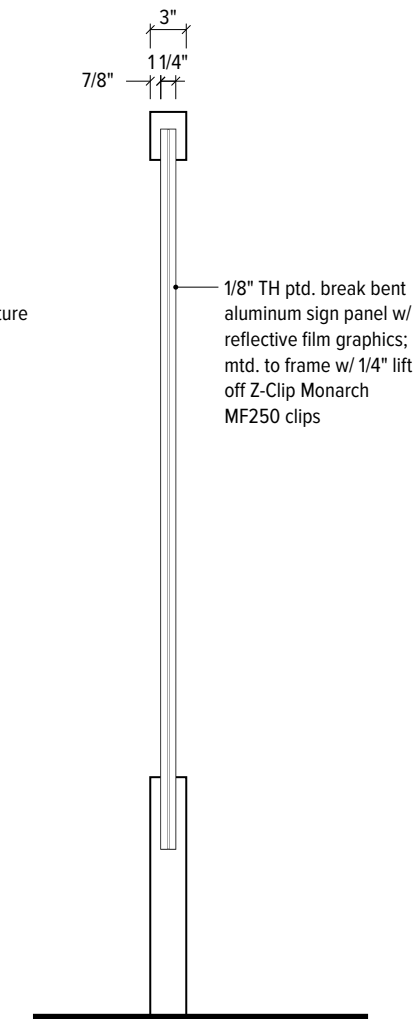 3"
1 1/4"
7/8"
1/8" TH ptd. break bent
ture
aluminum sign panel w/
reflective film graphics;
mtd. to frame w/ 1/4" lift
off Z-Clip Monarch
MF250 clips